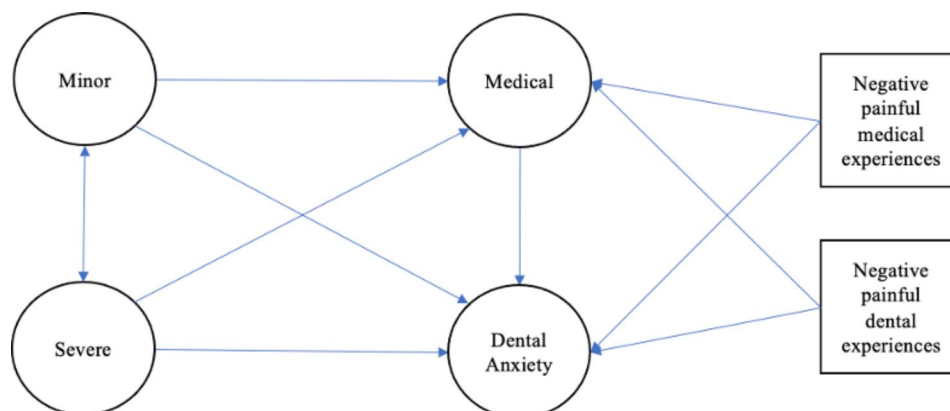 Minor
Medical
Negative
painful
medical
experiences
Severe
Dental
Anxiety
Negative
painful
dental
experiences